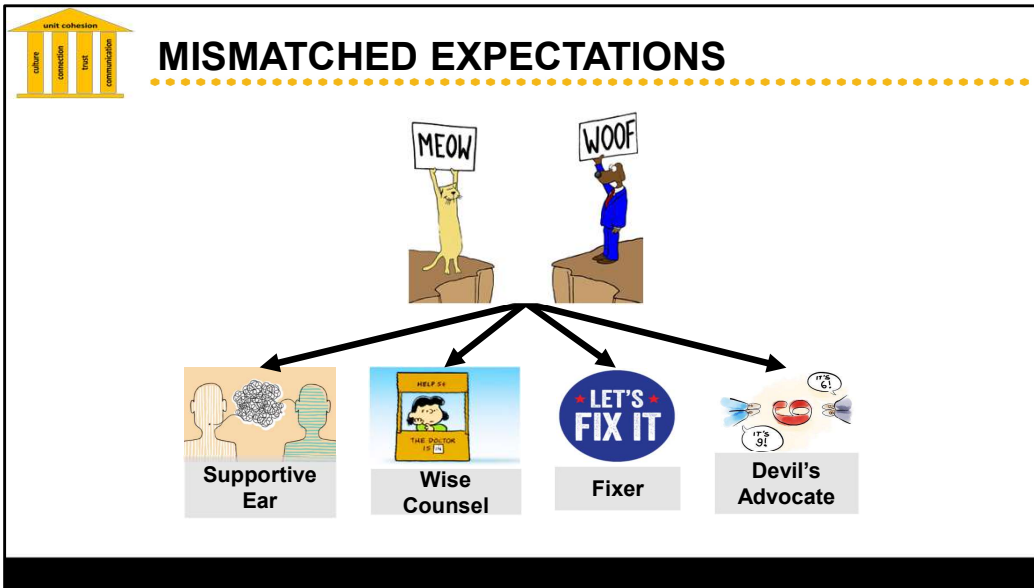 unit cohesion
culture
connection
trust
communication
MISMATCHED EXPECTATIONS
MEOW
WOOF
HELP 5¢
THE DOCTOR
IS IN
★ LET'S ★
FIX IT
IT'S
6!
IT'S
9!
Supportive
Ear
Wise
Counsel
Fixer
Devil's
Advocate